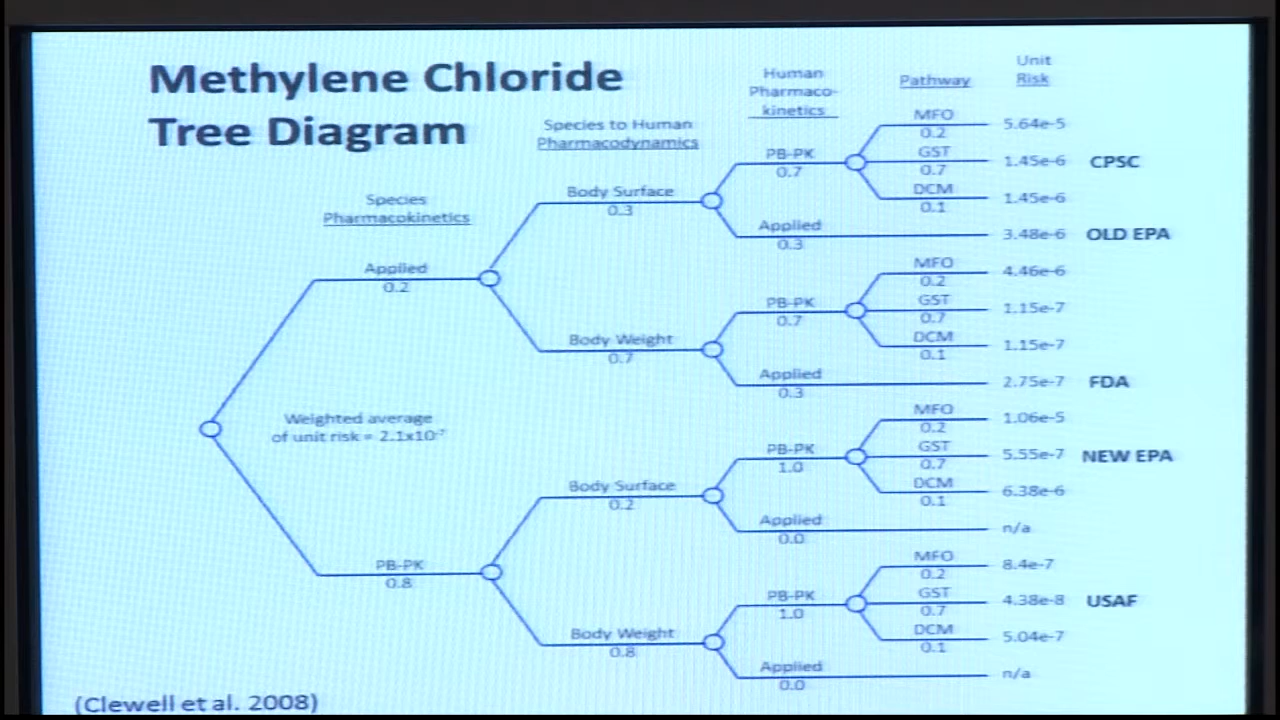 Methylene Chloride
Tree Diagram
Species
Pharmacokinetics
Species to Human
Pharmacodynamics
Human
Pharmaco-
kinetics
Pathway
Unit
Risk
Applied
0.2
Body Surface
0.3
PB-PK
0.7
MFO
0.2
5.64e-5
GST
0.7
1.45e-6 CPSC
DCM
0.1
1.45e-6
Applied
0.3
3.48e-6 OLD EPA
Body Weight
0.7
PB-PK
0.7
MFO
0.2
4.46e-6
GST
0.7
1.15e-7
DCM
0.1
1.15e-7
Applied
0.3
2.75e-7 FDA
Weighted average
of unit risk = 2.1x10-7
PB-PK
0.8
Body Surface
0.2
PB-PK
1.0
MFO
0.2
1.06e-5
GST
0.7
5.55e-7 NEW EPA
DCM
0.1
6.38e-6
Applied
0.0
n/a
Body Weight
0.8
PB-PK
1.0
MFO
0.2
8.4e-7
GST
0.7
4.38e-8 USAF
DCM
0.1
5.04e-7
Applied
0.0
n/a
(Clewell et al. 2008)